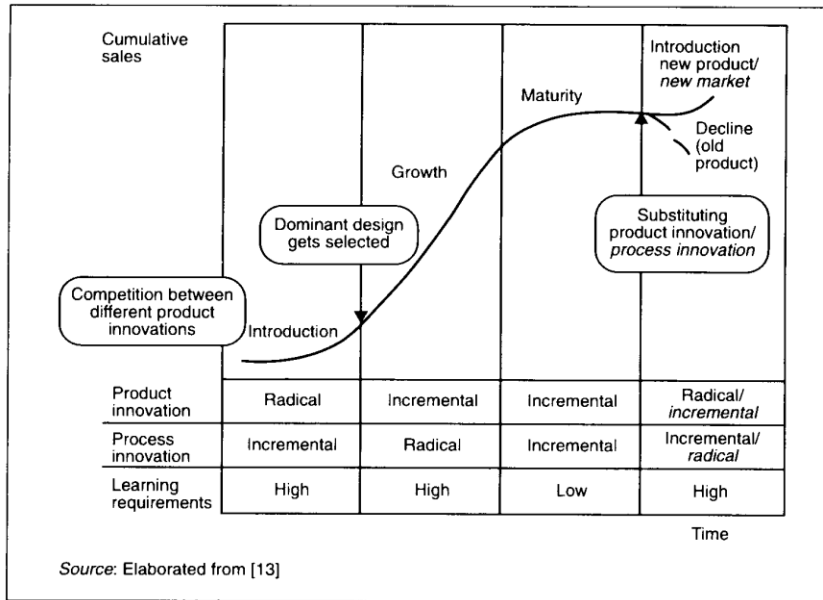 Cumulative
sales
Introduction
new product/
new market
Maturity
Decline
(old
product)
Growth
Dominant design
gets selected
Substituting
product innovation/
process innovation
Competition between
different product
innovations
Introduction
Product
innovation
Radical
Incremental
Incremental
Radical/
incremental
Process
innovation
Incremental
Radical
Incremental
Incremental/
radical
Learning
requirements
High
High
Low
High
Time
Source: Elaborated from [13]